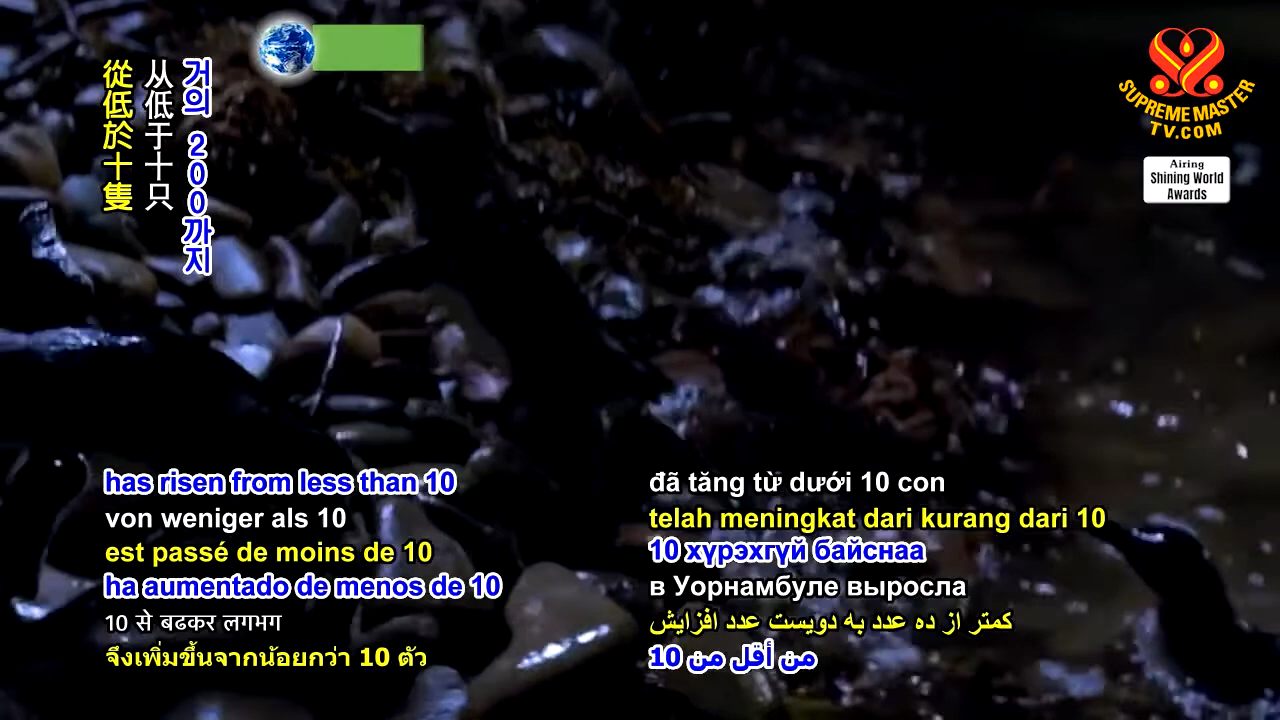 從低於十隻
从低于十只
거의 200까지
SUPREME MASTER
TV.COM
Airing
Shining World
Awards
has risen from less than 10
von weniger als 10
est passé de moins de 10
ha aumentado de menos de 10
10 से बढकर लगभग
จึงเพิ่มขึ้นจากน้อยกว่า 10 ตัว
đã tăng từ dưới 10 con
telah meningkat dari kurang dari 10
10 хүрэхгүй байснаа
в Уорнамбуле выросла
کمتر از ده عدد به دویست عدد افزایش
من أقل من 10